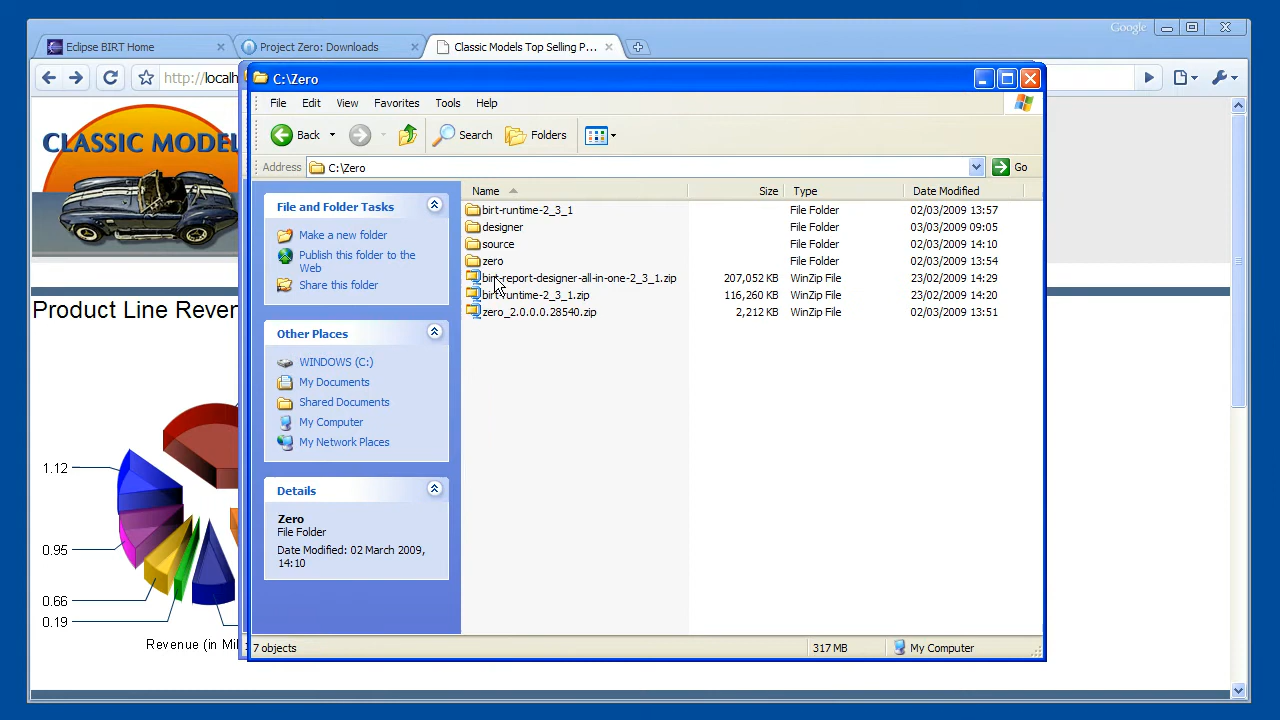 Google
Eclipse BIRT Home
Project Zero: Downloads
Classic Models Top Selling P...
http://localh
CLASSIC MODEL
Product Line Reven
1.12
0.95
0.66
0.19
Revenue (in Mil
C:\Zero
File Edit View Favorites Tools Help
Back Search Folders
Address C:\Zero Go
File and Folder Tasks
Make a new folder
Publish this folder to the
Web
Share this folder
Other Places
WINDOWS (C:)
My Documents
Shared Documents
My Computer
My Network Places
Details
Zero
File Folder
Date Modified: 02 March 2009,
14:10
Name Size Type Date Modified
birt-runtime-2_3_1 File Folder 02/03/2009 13:57
designer File Folder 03/03/2009 09:05
source File Folder 02/03/2009 14:10
zero File Folder 02/03/2009 13:54
birt-report-designer-all-in-one-2_3_1.zip 207,052 KB WinZip File 23/02/2009 14:29
birt-runtime-2_3_1.zip 116,260 KB WinZip File 23/02/2009 14:20
zero_2.0.0.0.28540.zip 2,212 KB WinZip File 02/03/2009 13:51
7 objects 317 MB My Computer